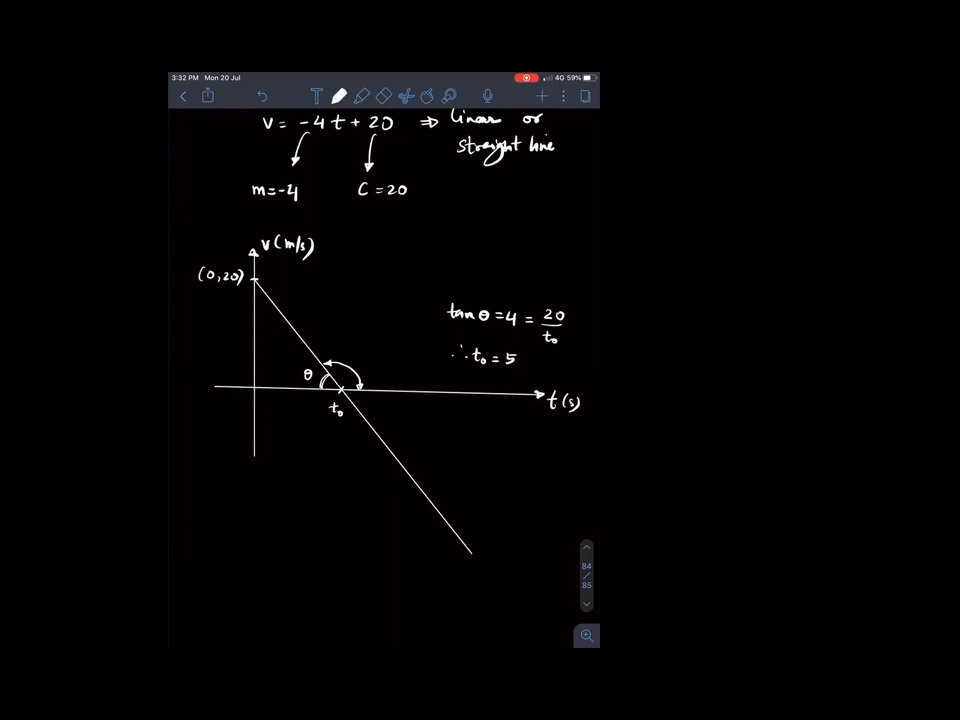 3:32 PM Mon 20 Jul
4G 59%
T
v = -4t + 20 ⇒ linear or
straight line
m = -4 C = 20
v (m/s)
(0, 20)
tan θ = 4 = 20/t₀
∴ t₀ = 5
θ
t (s)
t₀
84
/
85